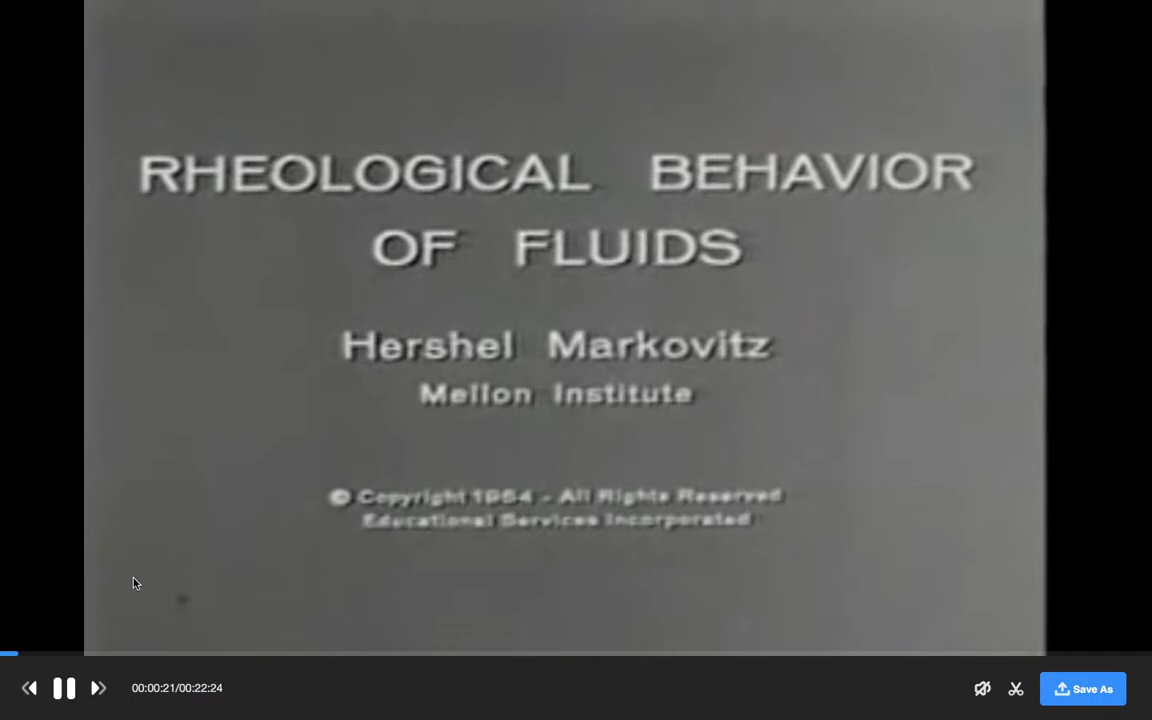 RHEOLOGICAL BEHAVIOR
OF FLUIDS
Hershel Markovitz
Mellon Institute
© Copyright 1964 - All Rights Reserved
Educational Services Incorporated
00:00:21/00:22:24
Save As